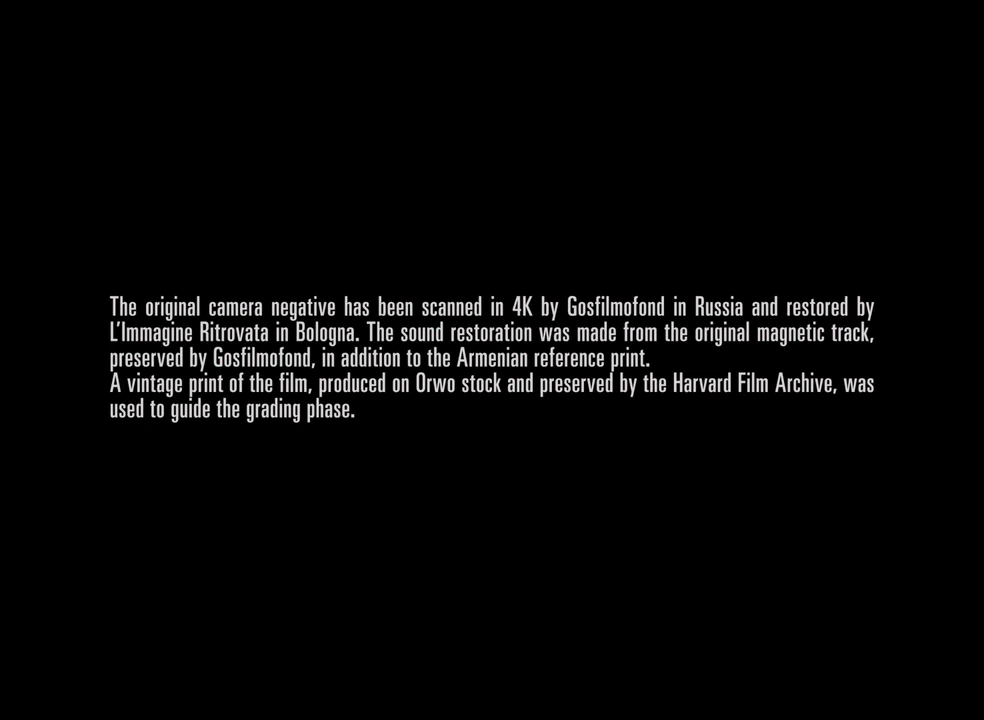 The original camera negative has been scanned in 4K by Gosfilmofond in Russia and restored by
L'Immagine Ritrovata in Bologna. The sound restoration was made from the original magnetic track,
preserved by Gosfilmofond, in addition to the Armenian reference print.
A vintage print of the film, produced on Orwo stock and preserved by the Harvard Film Archive, was
used to guide the grading phase.